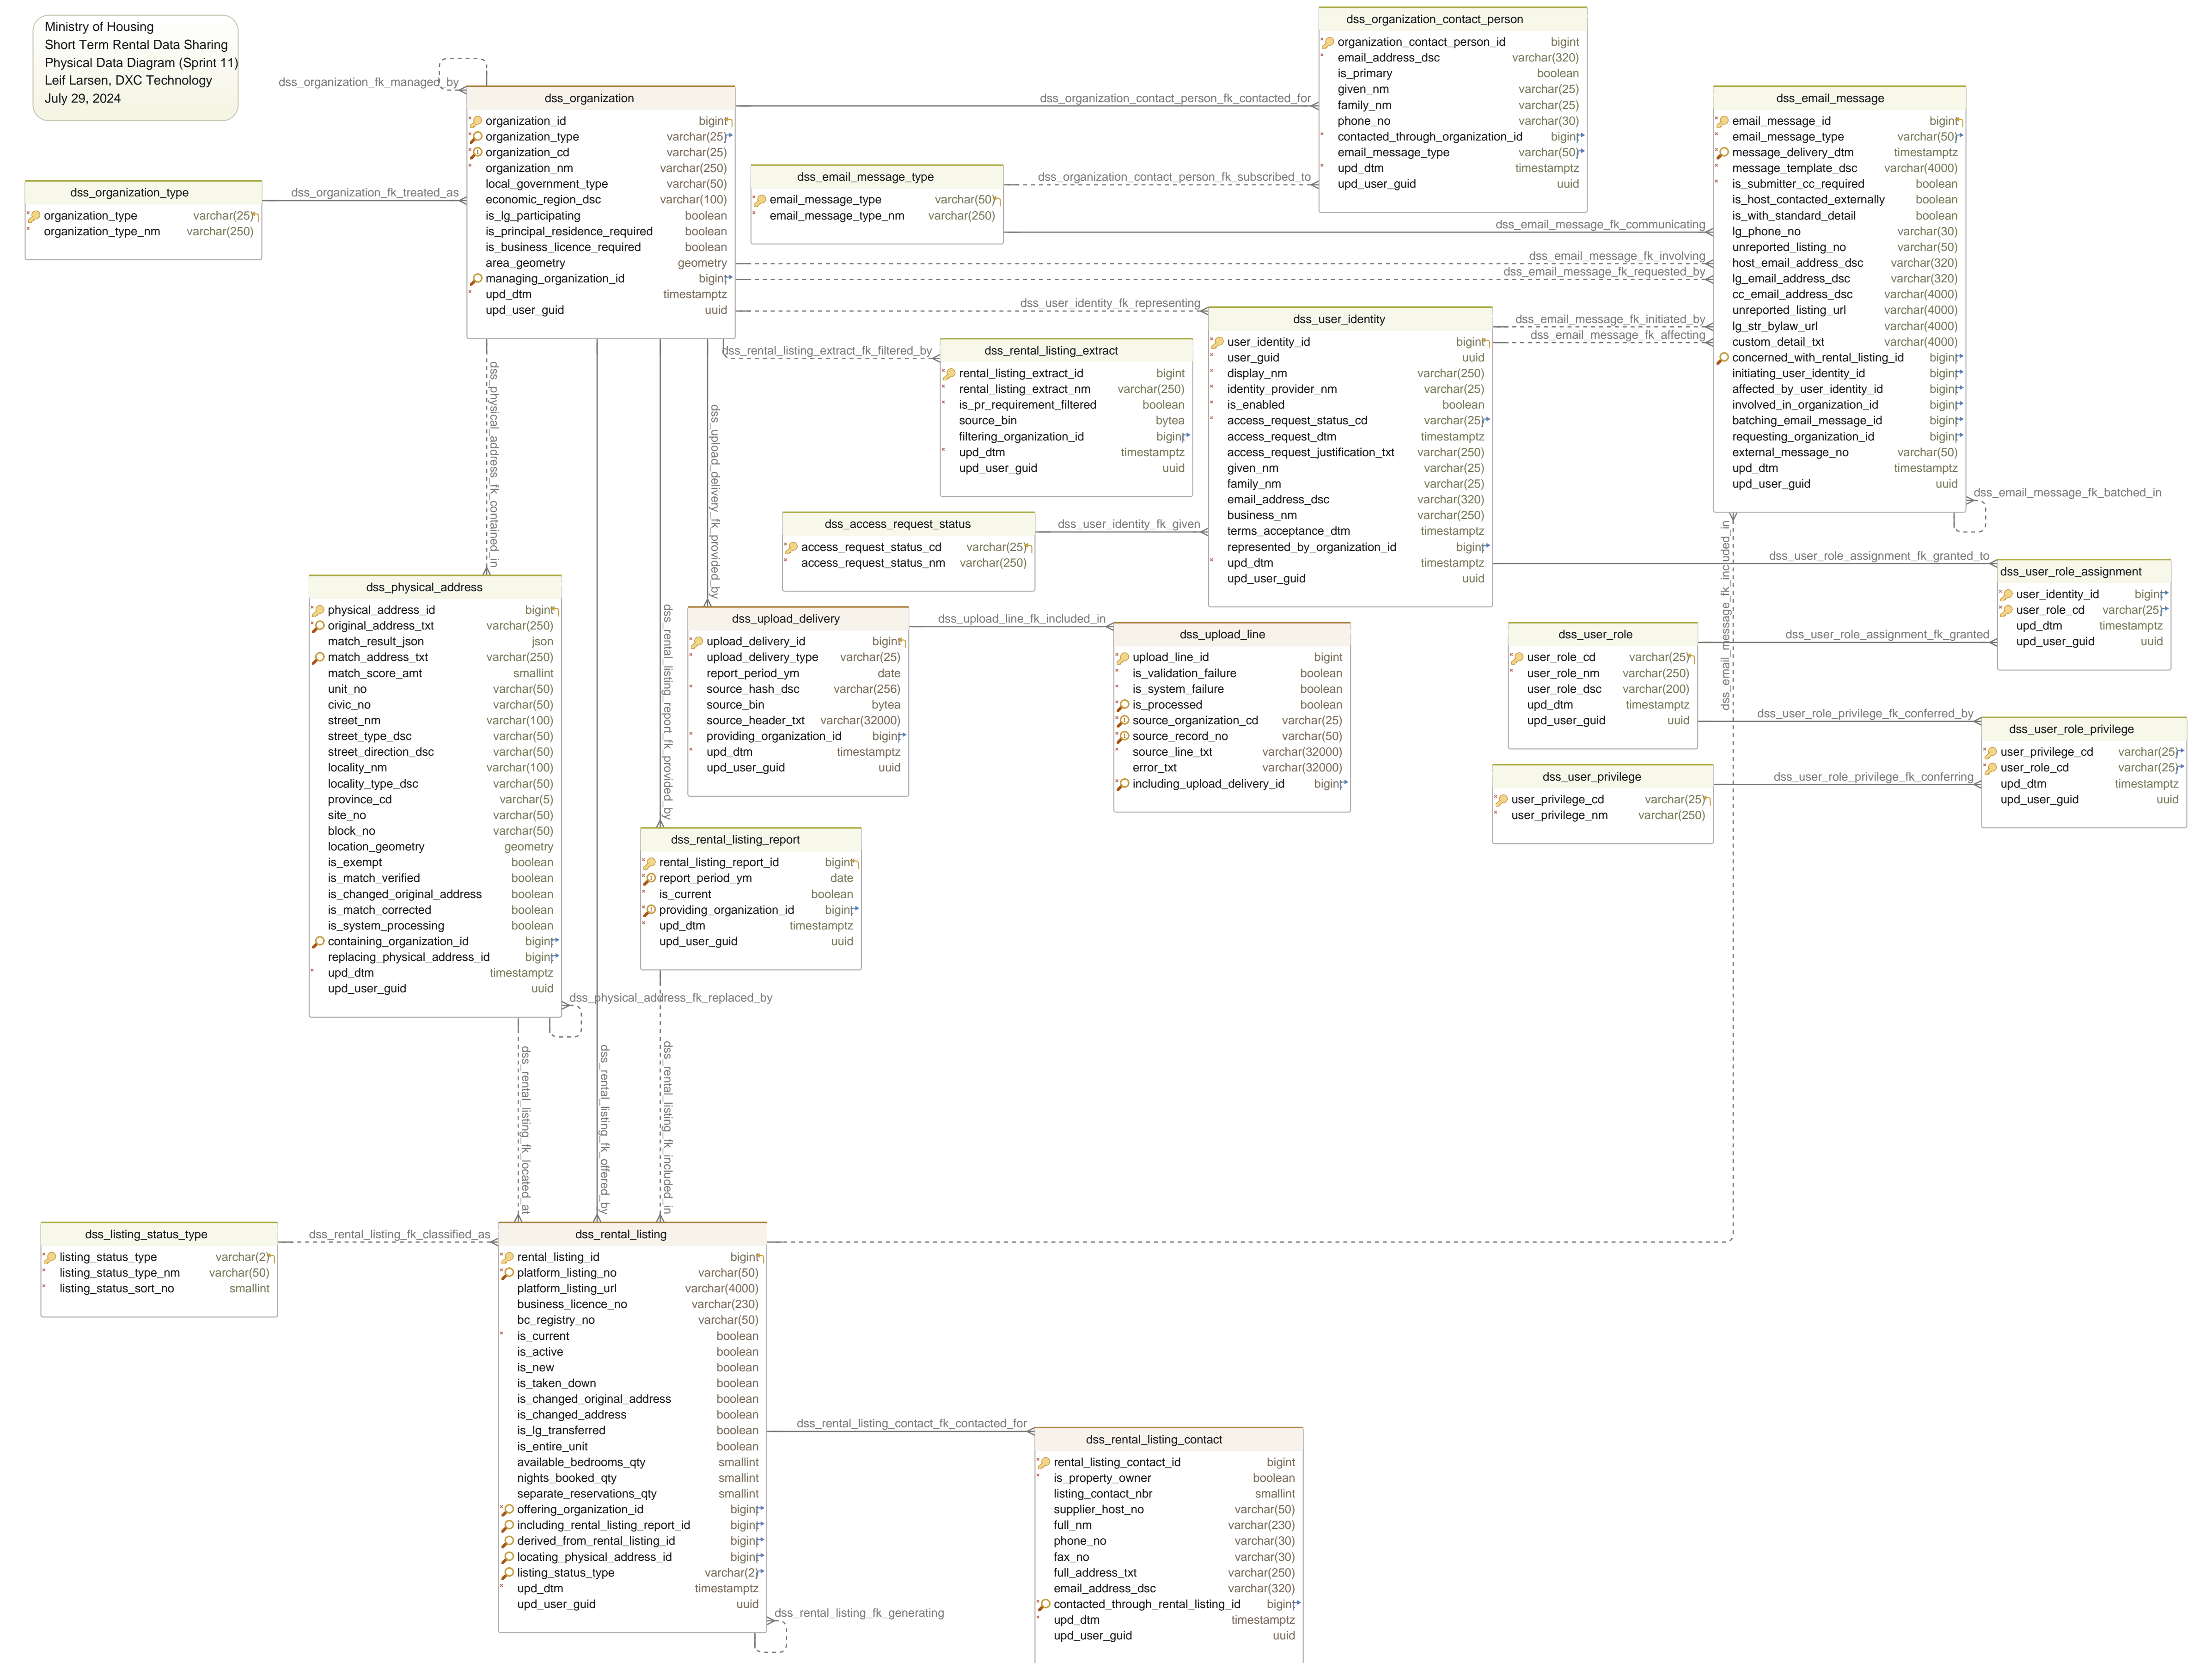 Ministry of Housing
Short Term Rental Data Sharing
Physical Data Diagram (Sprint 11)
Leif Larsen, DXC Technology
July 29, 2024
dss_organization_fk_managed_by
dss_organization
organization_id bigint
organization_type varchar(25)
organization_cd varchar(25)
organization_nm varchar(250)
local_government_type varchar(50)
economic_region_dsc varchar(100)
is_lg_participating boolean
is_principal_residence_required boolean
is_business_licence_required boolean
area_geometry geometry
managing_organization_id bigint
upd_dtm timestamptz
upd_user_guid uuid
dss_organization_type
organization_type varchar(25)
organization_type_nm varchar(250)
dss_organization_fk_treated_as
dss_organization_contact_person_fk_contacted_for
dss_organization_contact_person
organization_contact_person_id bigint
email_address_dsc varchar(320)
is_primary boolean
given_nm varchar(25)
family_nm varchar(25)
phone_no varchar(30)
contacted_through_organization_id bigint
email_message_type varchar(50)
upd_dtm timestamptz
upd_user_guid uuid
dss_email_message_type
email_message_type varchar(50)
email_message_type_nm varchar(250)
dss_organization_contact_person_fk_subscribed_to
dss_email_message_fk_communicating
dss_email_message_fk_involving
dss_email_message_fk_requested_by
dss_user_identity_fk_representing
dss_email_message_fk_initiated_by
dss_email_message_fk_affecting
dss_email_message
email_message_id bigint
email_message_type varchar(50)
message_delivery_dtm timestamptz
message_template_dsc varchar(4000)
is_submitter_cc_required boolean
is_host_contacted_externally boolean
is_with_standard_detail boolean
lg_phone_no varchar(30)
unreported_listing_no varchar(50)
host_email_address_dsc varchar(320)
lg_email_address_dsc varchar(320)
cc_email_address_dsc varchar(4000)
unreported_listing_url varchar(4000)
lg_str_bylaw_url varchar(4000)
custom_detail_txt varchar(4000)
concerned_with_rental_listing_id bigint
initiating_user_identity_id bigint
affected_by_user_identity_id bigint
involved_in_organization_id bigint
batching_email_message_id bigint
requesting_organization_id bigint
external_message_no varchar(50)
upd_dtm timestamptz
upd_user_guid uuid
dss_email_message_fk_batched_in
dss_email_message_fk_included_in
dss_user_identity
user_identity_id bigint
user_guid uuid
display_nm varchar(250)
identity_provider_nm varchar(25)
is_enabled boolean
access_request_status_cd varchar(25)
access_request_dtm timestamptz
access_request_justification_txt varchar(250)
given_nm varchar(25)
family_nm varchar(25)
email_address_dsc varchar(320)
business_nm varchar(250)
terms_acceptance_dtm timestamptz
represented_by_organization_id bigint
upd_dtm timestamptz
upd_user_guid uuid
dss_rental_listing_extract_fk_filtered_by
dss_rental_listing_extract
rental_listing_extract_id bigint
rental_listing_extract_nm varchar(250)
is_pr_requirement_filtered boolean
source_bin bytea
filtering_organization_id bigint
upd_dtm timestamptz
upd_user_guid uuid
dss_access_request_status
access_request_status_cd varchar(25)
access_request_status_nm varchar(250)
dss_user_identity_fk_given
dss_user_role_assignment_fk_granted_to
dss_user_role_assignment
user_identity_id bigint
user_role_cd varchar(25)
upd_dtm timestamptz
upd_user_guid uuid
dss_user_role
user_role_cd varchar(25)
user_role_nm varchar(250)
user_role_dsc varchar(200)
upd_dtm timestamptz
upd_user_guid uuid
dss_user_role_assignment_fk_granted
dss_user_role_privilege_fk_conferred_by
dss_user_role_privilege
user_privilege_cd varchar(25)
user_role_cd varchar(25)
upd_dtm timestamptz
upd_user_guid uuid
dss_user_privilege
user_privilege_cd varchar(25)
user_privilege_nm varchar(250)
dss_user_role_privilege_fk_conferring
dss_physical_address_fk_contained_in
dss_upload_delivery_fk_provided_by
dss_rental_listing_report_fk_provided_by
dss_physical_address
physical_address_id bigint
original_address_txt varchar(250)
match_result_json json
match_address_txt varchar(250)
match_score_amt smallint
unit_no varchar(50)
civic_no varchar(50)
street_nm varchar(100)
street_type_dsc varchar(50)
street_direction_dsc varchar(50)
locality_nm varchar(100)
locality_type_dsc varchar(50)
province_cd varchar(5)
site_no varchar(50)
block_no varchar(50)
location_geometry geometry
is_exempt boolean
is_match_verified boolean
is_changed_original_address boolean
is_match_corrected boolean
is_system_processing boolean
containing_organization_id bigint
replacing_physical_address_id bigint
upd_dtm timestamptz
upd_user_guid uuid
dss_physical_address_fk_replaced_by
dss_upload_delivery
upload_delivery_id bigint
upload_delivery_type varchar(25)
report_period_ym date
source_hash_dsc varchar(256)
source_bin bytea
source_header_txt varchar(32000)
providing_organization_id bigint
upd_dtm timestamptz
upd_user_guid uuid
dss_upload_line_fk_included_in
dss_upload_line
upload_line_id bigint
is_validation_failure boolean
is_system_failure boolean
is_processed boolean
source_organization_cd varchar(25)
source_record_no varchar(50)
source_line_txt varchar(32000)
error_txt varchar(32000)
including_upload_delivery_id bigint
dss_rental_listing_report
rental_listing_report_id bigint
report_period_ym date
is_current boolean
providing_organization_id bigint
upd_dtm timestamptz
upd_user_guid uuid
dss_rental_listing_fk_located_at
dss_rental_listing_fk_offered_by
dss_rental_listing_fk_included_in
dss_listing_status_type
listing_status_type varchar(2)
listing_status_type_nm varchar(50)
listing_status_sort_no smallint
dss_rental_listing_fk_classified_as
dss_rental_listing
rental_listing_id bigint
platform_listing_no varchar(50)
platform_listing_url varchar(4000)
business_licence_no varchar(230)
bc_registry_no varchar(50)
is_current boolean
is_active boolean
is_new boolean
is_taken_down boolean
is_changed_original_address boolean
is_changed_address boolean
is_lg_transferred boolean
is_entire_unit boolean
available_bedrooms_qty smallint
nights_booked_qty smallint
separate_reservations_qty smallint
offering_organization_id bigint
including_rental_listing_report_id bigint
derived_from_rental_listing_id bigint
locating_physical_address_id bigint
listing_status_type varchar(2)
upd_dtm timestamptz
upd_user_guid uuid
dss_rental_listing_fk_generating
dss_rental_listing_contact_fk_contacted_for
dss_rental_listing_contact
rental_listing_contact_id bigint
is_property_owner boolean
listing_contact_nbr smallint
supplier_host_no varchar(50)
full_nm varchar(230)
phone_no varchar(30)
fax_no varchar(30)
full_address_txt varchar(250)
email_address_dsc varchar(320)
contacted_through_rental_listing_id bigint
upd_dtm timestamptz
upd_user_guid uuid